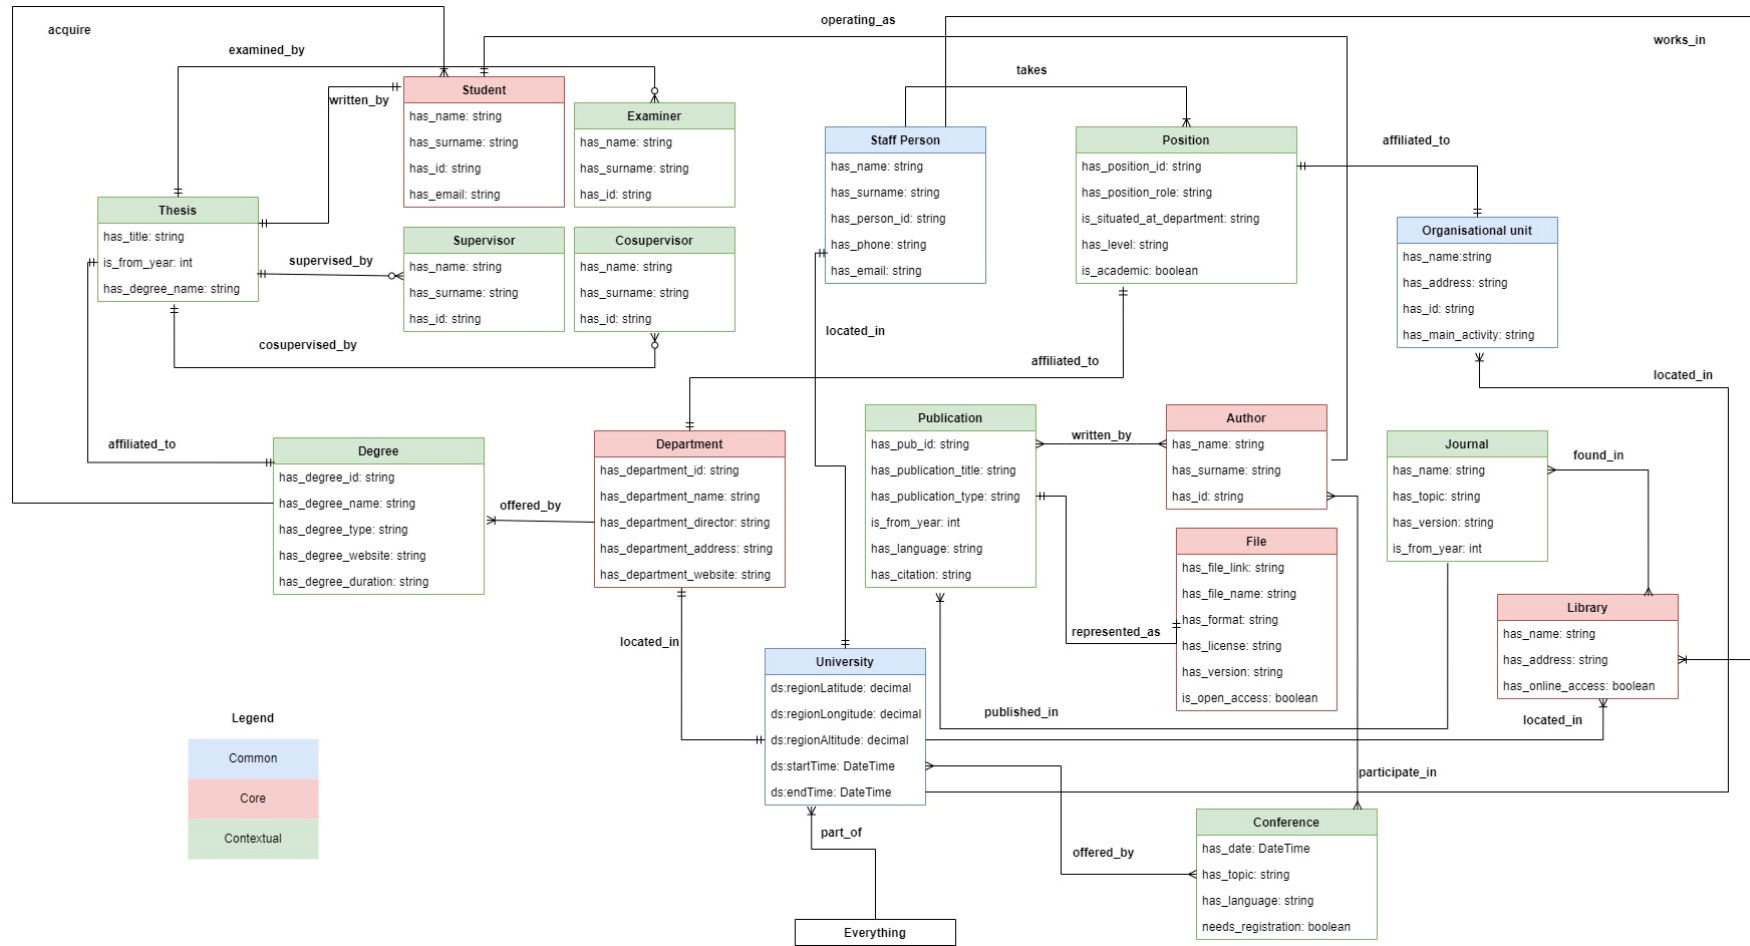 acquire
operating_as
works_in
examined_by
takes
written_by
affiliated_to
Student
has_name: string
has_surname: string
has_id: string
has_email: string
Examiner
has_name: string
has_surname: string
has_id: string
Staff Person
has_name: string
has_surname: string
has_person_id: string
has_phone: string
has_email: string
Position
has_position_id: string
has_position_role: string
is_situated_at_department: string
has_level: string
is_academic: boolean
Thesis
has_title: string
is_from_year: int
has_degree_name: string
supervised_by
Supervisor
has_name: string
has_surname: string
has_id: string
Cosupervisor
has_name: string
has_surname: string
has_id: string
Organisational unit
has_name:string
has_address: string
has_id: string
has_main_activity: string
located_in
cosupervised_by
affiliated_to
located_in
affiliated_to
Degree
has_degree_id: string
has_degree_name: string
has_degree_type: string
has_degree_website: string
has_degree_duration: string
offered_by
Department
has_department_id: string
has_department_name: string
has_department_director: string
has_department_address: string
has_department_website: string
Publication
has_pub_id: string
has_publication_title: string
has_publication_type: string
is_from_year: int
has_language: string
has_citation: string
written_by
Author
has_name: string
has_surname: string
has_id: string
Journal
has_name: string
has_topic: string
has_version: string
is_from_year: int
found_in
File
has_file_link: string
has_file_name: string
has_format: string
has_license: string
has_version: string
is_open_access: boolean
represented_as
Library
has_name: string
has_address: string
has_online_access: boolean
located_in
located_in
University
ds:regionLatitude: decimal
ds:regionLongitude: decimal
ds:regionAltitude: decimal
ds:startTime: DateTime
ds:endTime: DateTime
published_in
participate_in
Legend
Common
Core
Contextual
part_of
offered_by
Conference
has_date: DateTime
has_topic: string
has_language: string
needs_registration: boolean
Everything